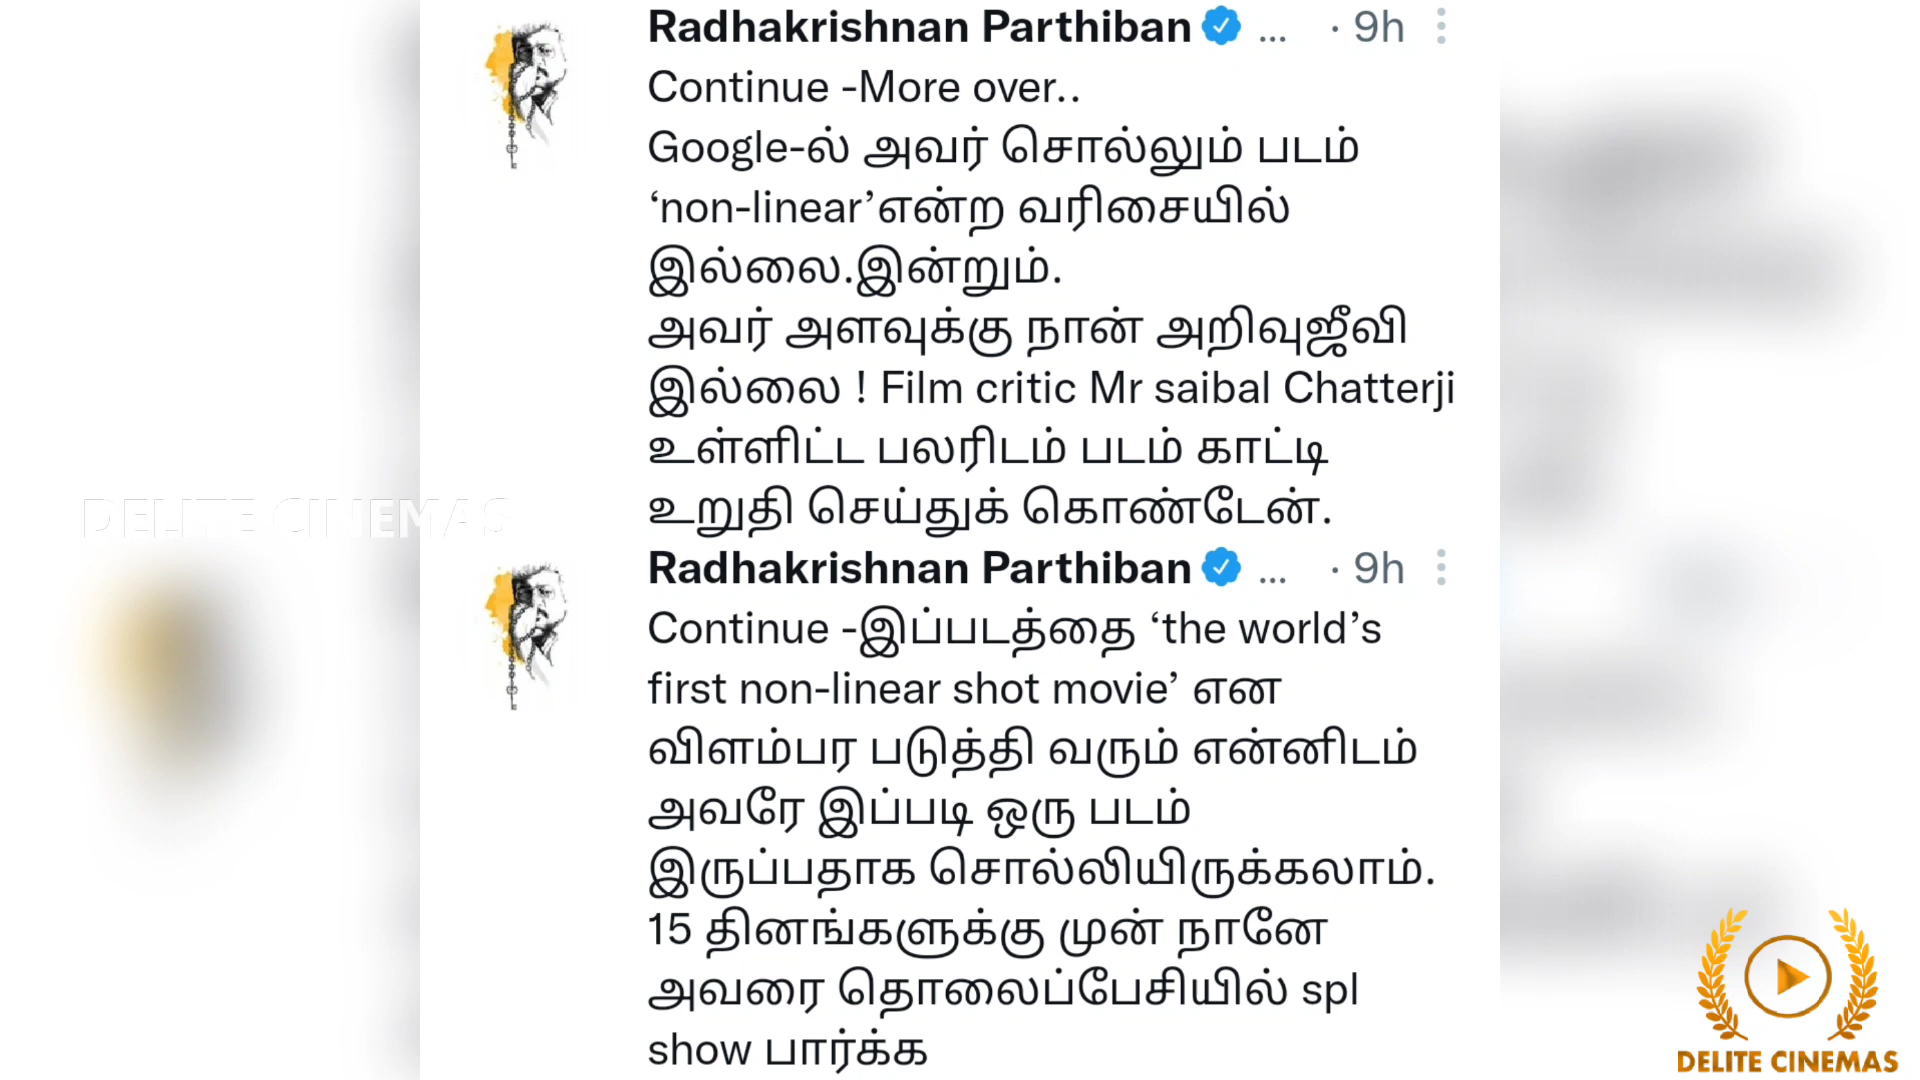 Radhakrishnan Parthiban ... · 9h
Continue -More over..
Google-ல் அவர் சொல்லும் படம்
‘non-linear’என்ற வரிசையில்
இல்லை.இன்றும்.
அவர் அளவுக்கு நான் அறிவுஜீவி
இல்லை ! Film critic Mr saibal Chatterji
உள்ளிட்ட பலரிடம் படம் காட்டி
உறுதி செய்துக் கொண்டேன்.
DELITE CINEMAS
Radhakrishnan Parthiban ... · 9h
Continue -இப்படத்தை ‘the world’s
first non-linear shot movie’ என
விளம்பர படுத்தி வரும் என்னிடம்
அவரே இப்படி ஒரு படம்
இருப்பதாக சொல்லியிருக்கலாம்.
15 தினங்களுக்கு முன் நானே
அவரை தொலைப்பேசியில் spl
show பார்க்க
DELITE CINEMAS